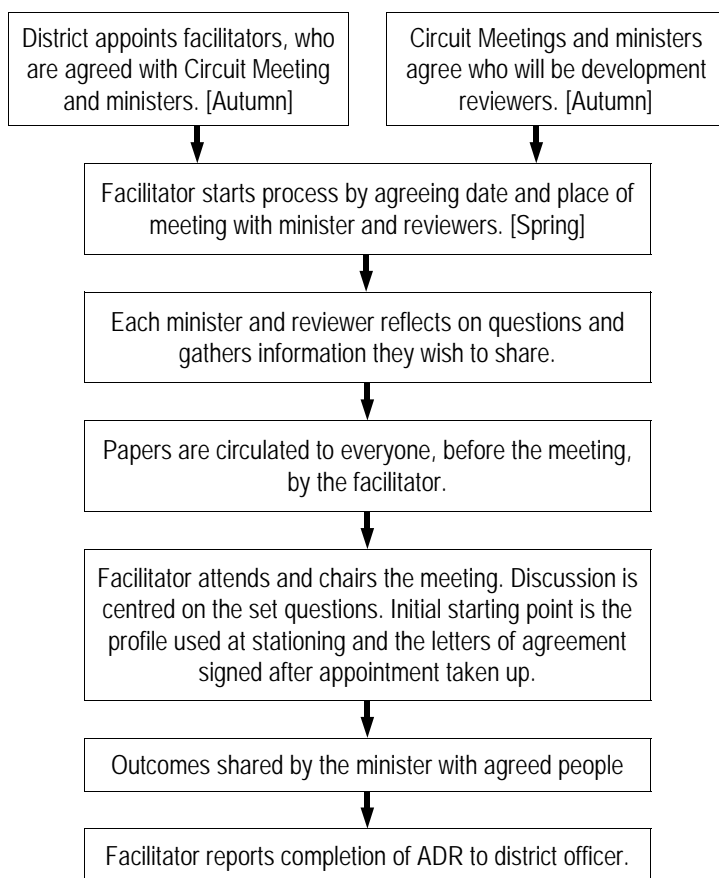 District appoints facilitators, who
are agreed with Circuit Meeting
and ministers. [Autumn]
Circuit Meetings and ministers
agree who will be development
reviewers. [Autumn]
Facilitator starts process by agreeing date and place of
meeting with minister and reviewers. [Spring]
Each minister and reviewer reflects on questions and
gathers information they wish to share.
Papers are circulated to everyone, before the meeting,
by the facilitator.
Facilitator attends and chairs the meeting. Discussion is
centred on the set questions. Initial starting point is the
profile used at stationing and the letters of agreement
signed after appointment taken up.
Outcomes shared by the minister with agreed people
Facilitator reports completion of ADR to district officer.